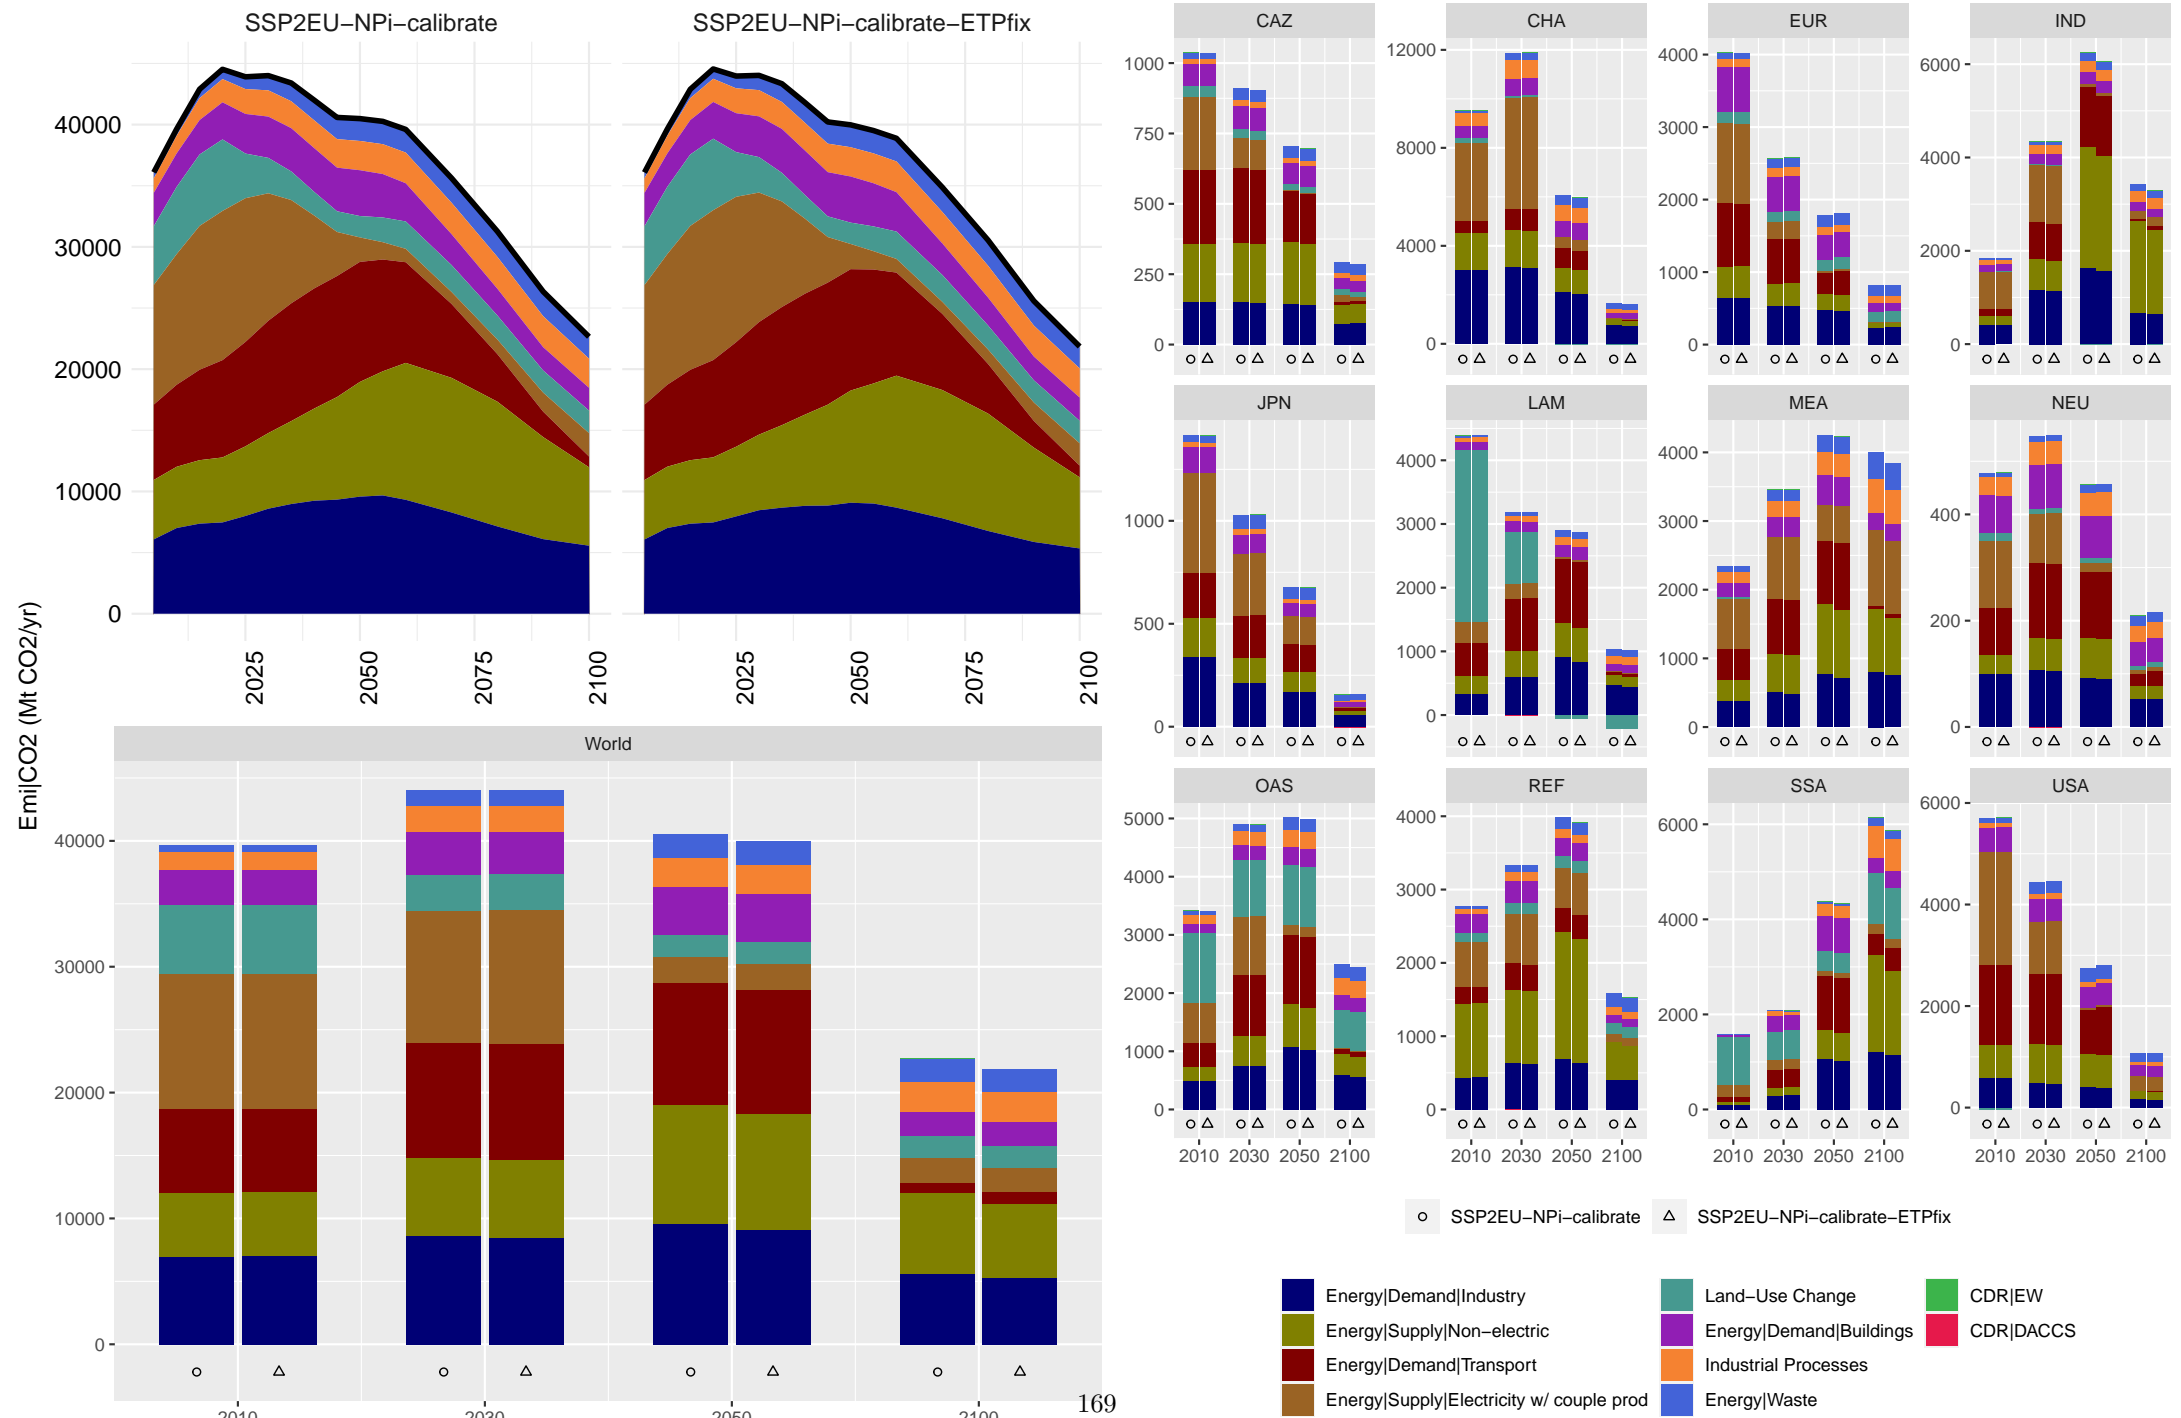 SSP2EU−NPi−calibrate
SSP2EU−NPi−calibrate−ETPfix
40000
30000
20000
10000
0
2025
2050
2075
2100
2025
2050
2075
2100
Emi|CO2 (Mt CO2/yr)
World
40000
30000
20000
10000
0
2010
2030
2050
2100
169
CAZ
1000
750
500
250
0
CHA
12000
8000
4000
0
EUR
4000
3000
2000
1000
0
IND
6000
4000
2000
0
JPN
1000
500
0
LAM
4000
3000
2000
1000
0
MEA
4000
3000
2000
1000
0
NEU
400
200
0
OAS
5000
4000
3000
2000
1000
0
2010 2030 2050 2100
REF
4000
3000
2000
1000
0
2010 2030 2050 2100
SSA
6000
4000
2000
0
2010 2030 2050 2100
USA
6000
4000
2000
0
2010 2030 2050 2100
SSP2EU−NPi−calibrate
SSP2EU−NPi−calibrate−ETPfix
Energy|Demand|Industry
Energy|Supply|Non−electric
Energy|Demand|Transport
Energy|Supply|Electricity w/ couple prod
Land−Use Change
Energy|Demand|Buildings
Industrial Processes
Energy|Waste
CDR|EW
CDR|DACCS